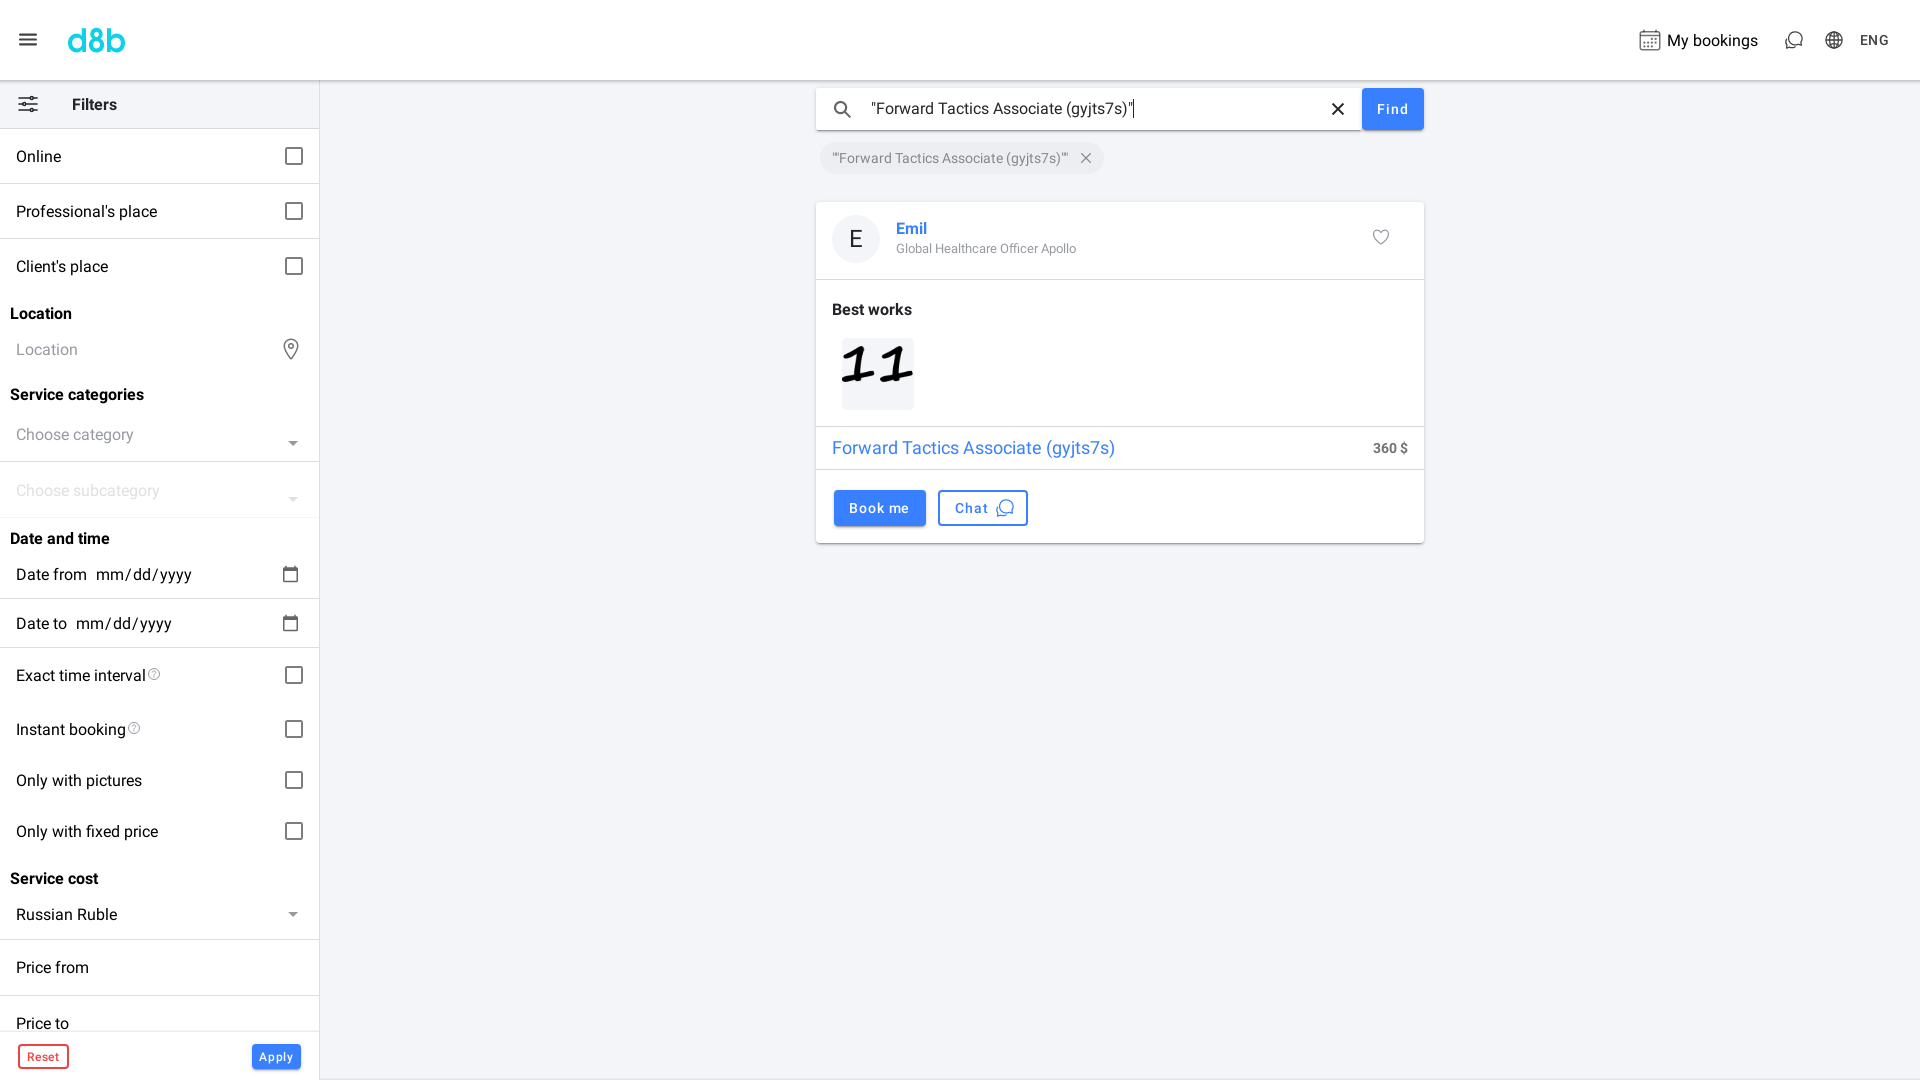 d8b
My bookings
ENG
Filters
Online
Professional's place
Client's place
Location
Location
Service categories
Choose category
Choose subcategory
Date and time
Date from mm/dd/yyyy
Date to mm/dd/yyyy
Exact time interval
Instant booking
Only with pictures
Only with fixed price
Service cost
Russian Ruble
Price from
Price to
Reset
Apply
"Forward Tactics Associate (gyjts7s)"
Find
""Forward Tactics Associate (gyjts7s)""
E
Emil
Global Healthcare Officer Apollo
Best works
11
Forward Tactics Associate (gyjts7s)
360 $
Book me
Chat